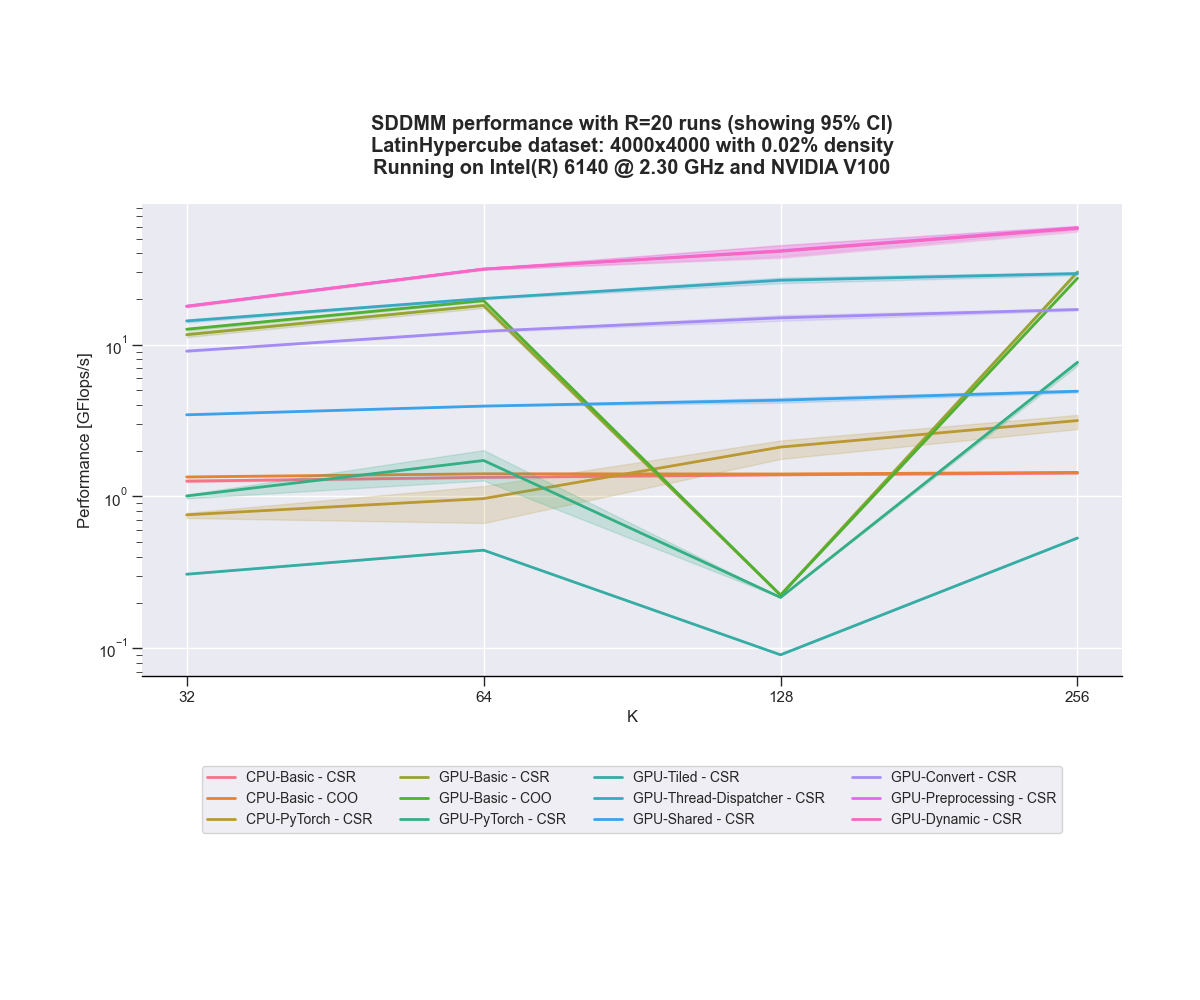 SDDMM performance with R=20 runs (showing 95% CI)
LatinHypercube dataset: 4000x4000 with 0.02% density
Running on Intel(R) 6140 @ 2.30 GHz and NVIDIA V100
Performance [GFlops/s]
10^1
10^0
10^−1
32 64 128 256
K
CPU-Basic - CSR
CPU-Basic - COO
CPU-PyTorch - CSR
GPU-Basic - CSR
GPU-Basic - COO
GPU-PyTorch - CSR
GPU-Tiled - CSR
GPU-Thread-Dispatcher - CSR
GPU-Shared - CSR
GPU-Convert - CSR
GPU-Preprocessing - CSR
GPU-Dynamic - CSR